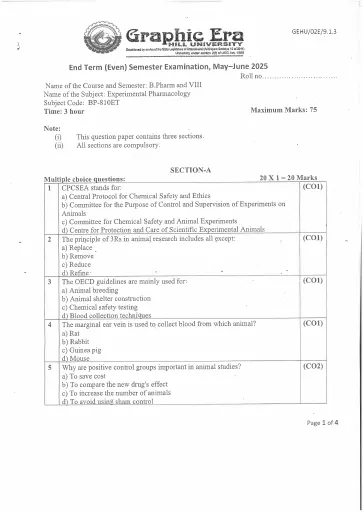 GEHU/02E/9.1.3
Graphic Era
HILL UNIVERSITY
End Term (Even) Semester Examination, May–June 2025
Roll no..............................
Name of the Course and Semester: B.Pharm and VIII
Name of the Subject: Experimental Pharmacology
Subject Code: BP-810ET
Time: 3 hour Maximum Marks: 75
Note:
(i) This question paper contains three sections.
(ii) All sections are compulsory.
SECTION-A
Multiple choice questions: 20 X 1 = 20 Marks
1 CPCSEA stands for: (CO1)
a) Central Protocol for Chemical Safety and Ethics
b) Committee for the Purpose of Control and Supervision of Experiments on
Animals
c) Committee for Chemical Safety and Animal Experiments
d) Centre for Protection and Care of Scientific Experimental Animals
2 The principle of 3Rs in animal research includes all except: (CO1)
a) Replace
b) Remove
c) Reduce
d) Refine
3 The OECD guidelines are mainly used for: (CO1)
a) Animal breeding
b) Animal shelter construction
c) Chemical safety testing
d) Blood collection techniques
4 The marginal ear vein is used to collect blood from which animal? (CO1)
a) Rat
b) Rabbit
c) Guinea pig
d) Mouse
5 Why are positive control groups important in animal studies? (CO2)
a) To save cost
b) To compare the new drug's effect
c) To increase the number of animals
d) To avoid using sham control
Page 1 of 4